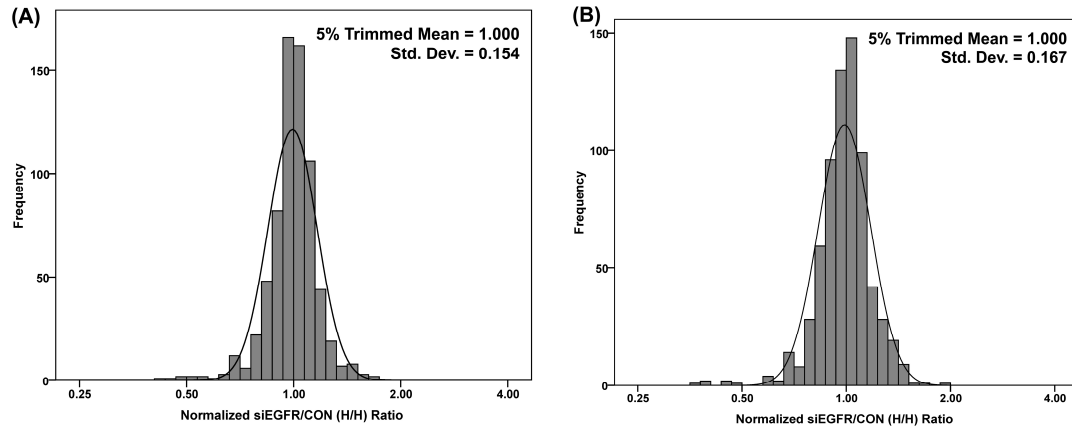 (A)
5% Trimmed Mean = 1.000
Std. Dev. = 0.154
150
100
50
0
Frequency
0.25 0.50 1.00 2.00 4.00
Normalized siEGFR/CON (H/H) Ratio
(B)
5% Trimmed Mean = 1.000
Std. Dev. = 0.167
150
100
50
0
Frequency
0.25 0.50 1.00 2.00 4.00
Normalized siEGFR/CON (H/H) Ratio